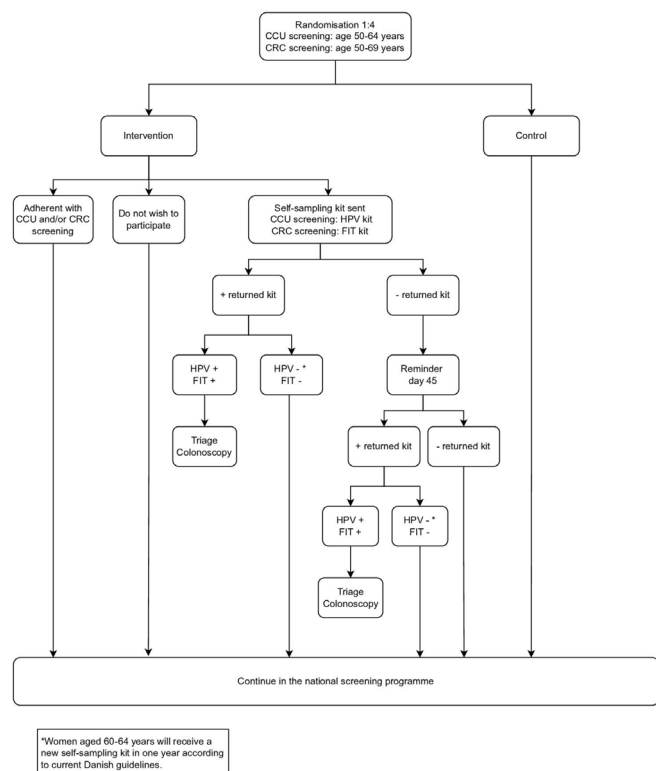 Randomisation 1:4
CCU screening: age 50-64 years
CRC screening: age 50-69 years
Intervention
Control
Adherent with
CCU and/or CRC
screening
Do not wish to
participate
Self-sampling kit sent
CCU screening: HPV kit
CRC screening: FIT kit
+ returned kit
- returned kit
HPV +
FIT +
HPV - *
FIT -
Reminder
day 45
Triage
Colonoscopy
+ returned kit
- returned kit
HPV +
FIT +
HPV - *
FIT -
Triage
Colonoscopy
Continue in the national screening programme
*Women aged 60-64 years will receive a
new self-sampling kit in one year according
to current Danish guidelines.